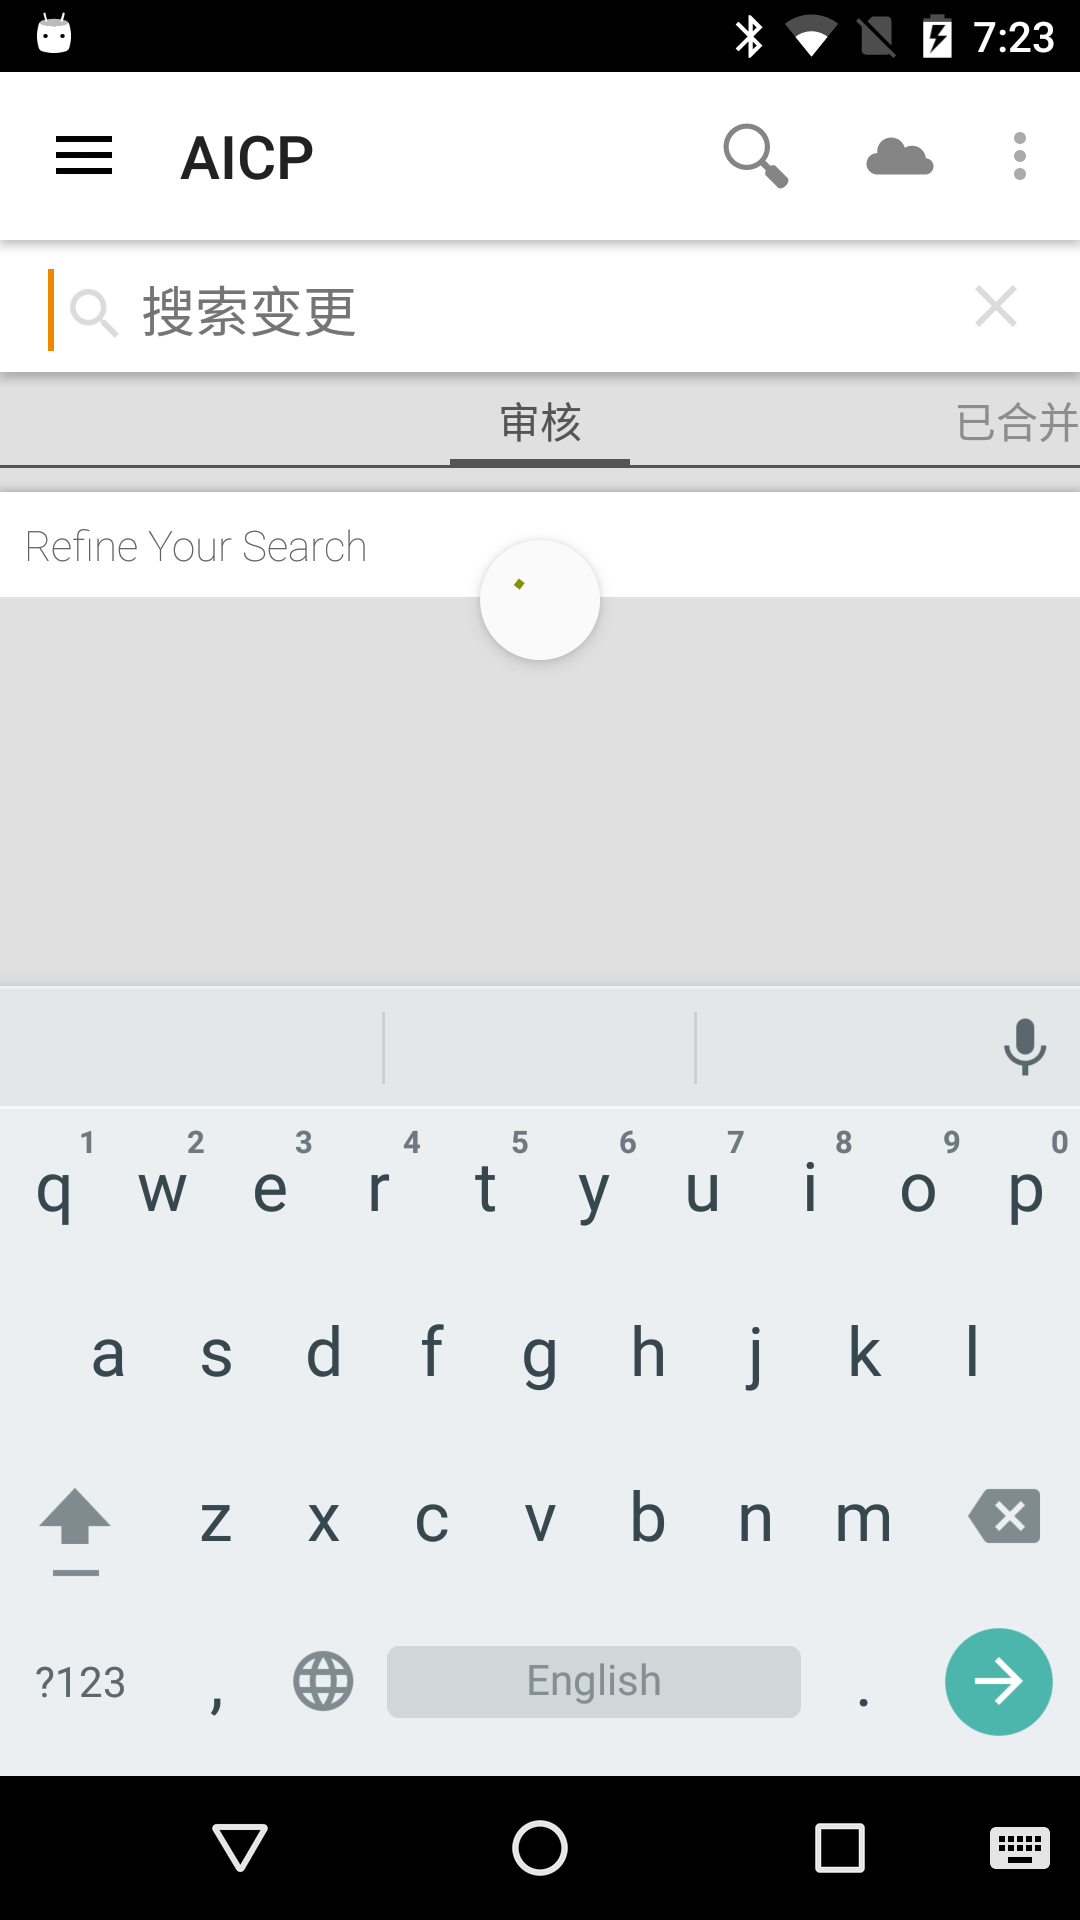 7:23
AICP
搜索变更
审核
已合并
Refine Your Search
1 2 3 4 5 6 7 8 9 0
q w e r t y u i o p
a s d f g h j k l
z x c v b n m
?123 , English .